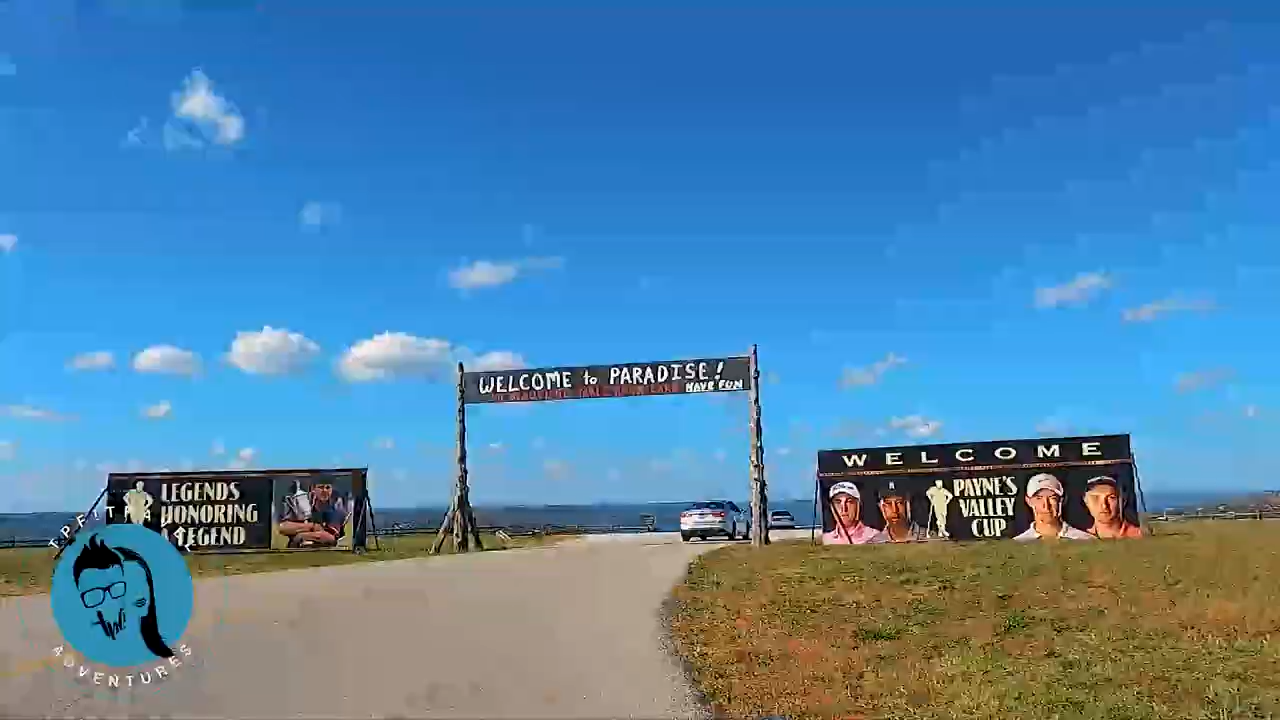 WELCOME to PARADISE!
HAVE FUN
WELCOME
LEGENDS
HONORING
A LEGEND
PAYNE'S
VALLEY
CUP
ADVENTURES